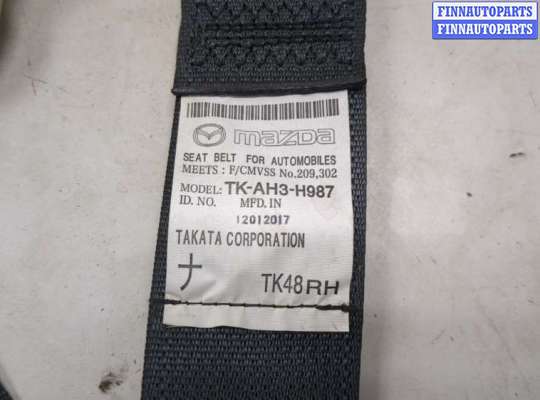 FINNAUTOPARTS
FINNAUTOPARTS
mazda
SEAT BELT FOR AUTOMOBILES
MEETS : F/CMVSS No.209,302
MODEL: TK-AH3-H987
ID. NO. MFD. IN
12012017
TAKATA CORPORATION
ナ TK48RH